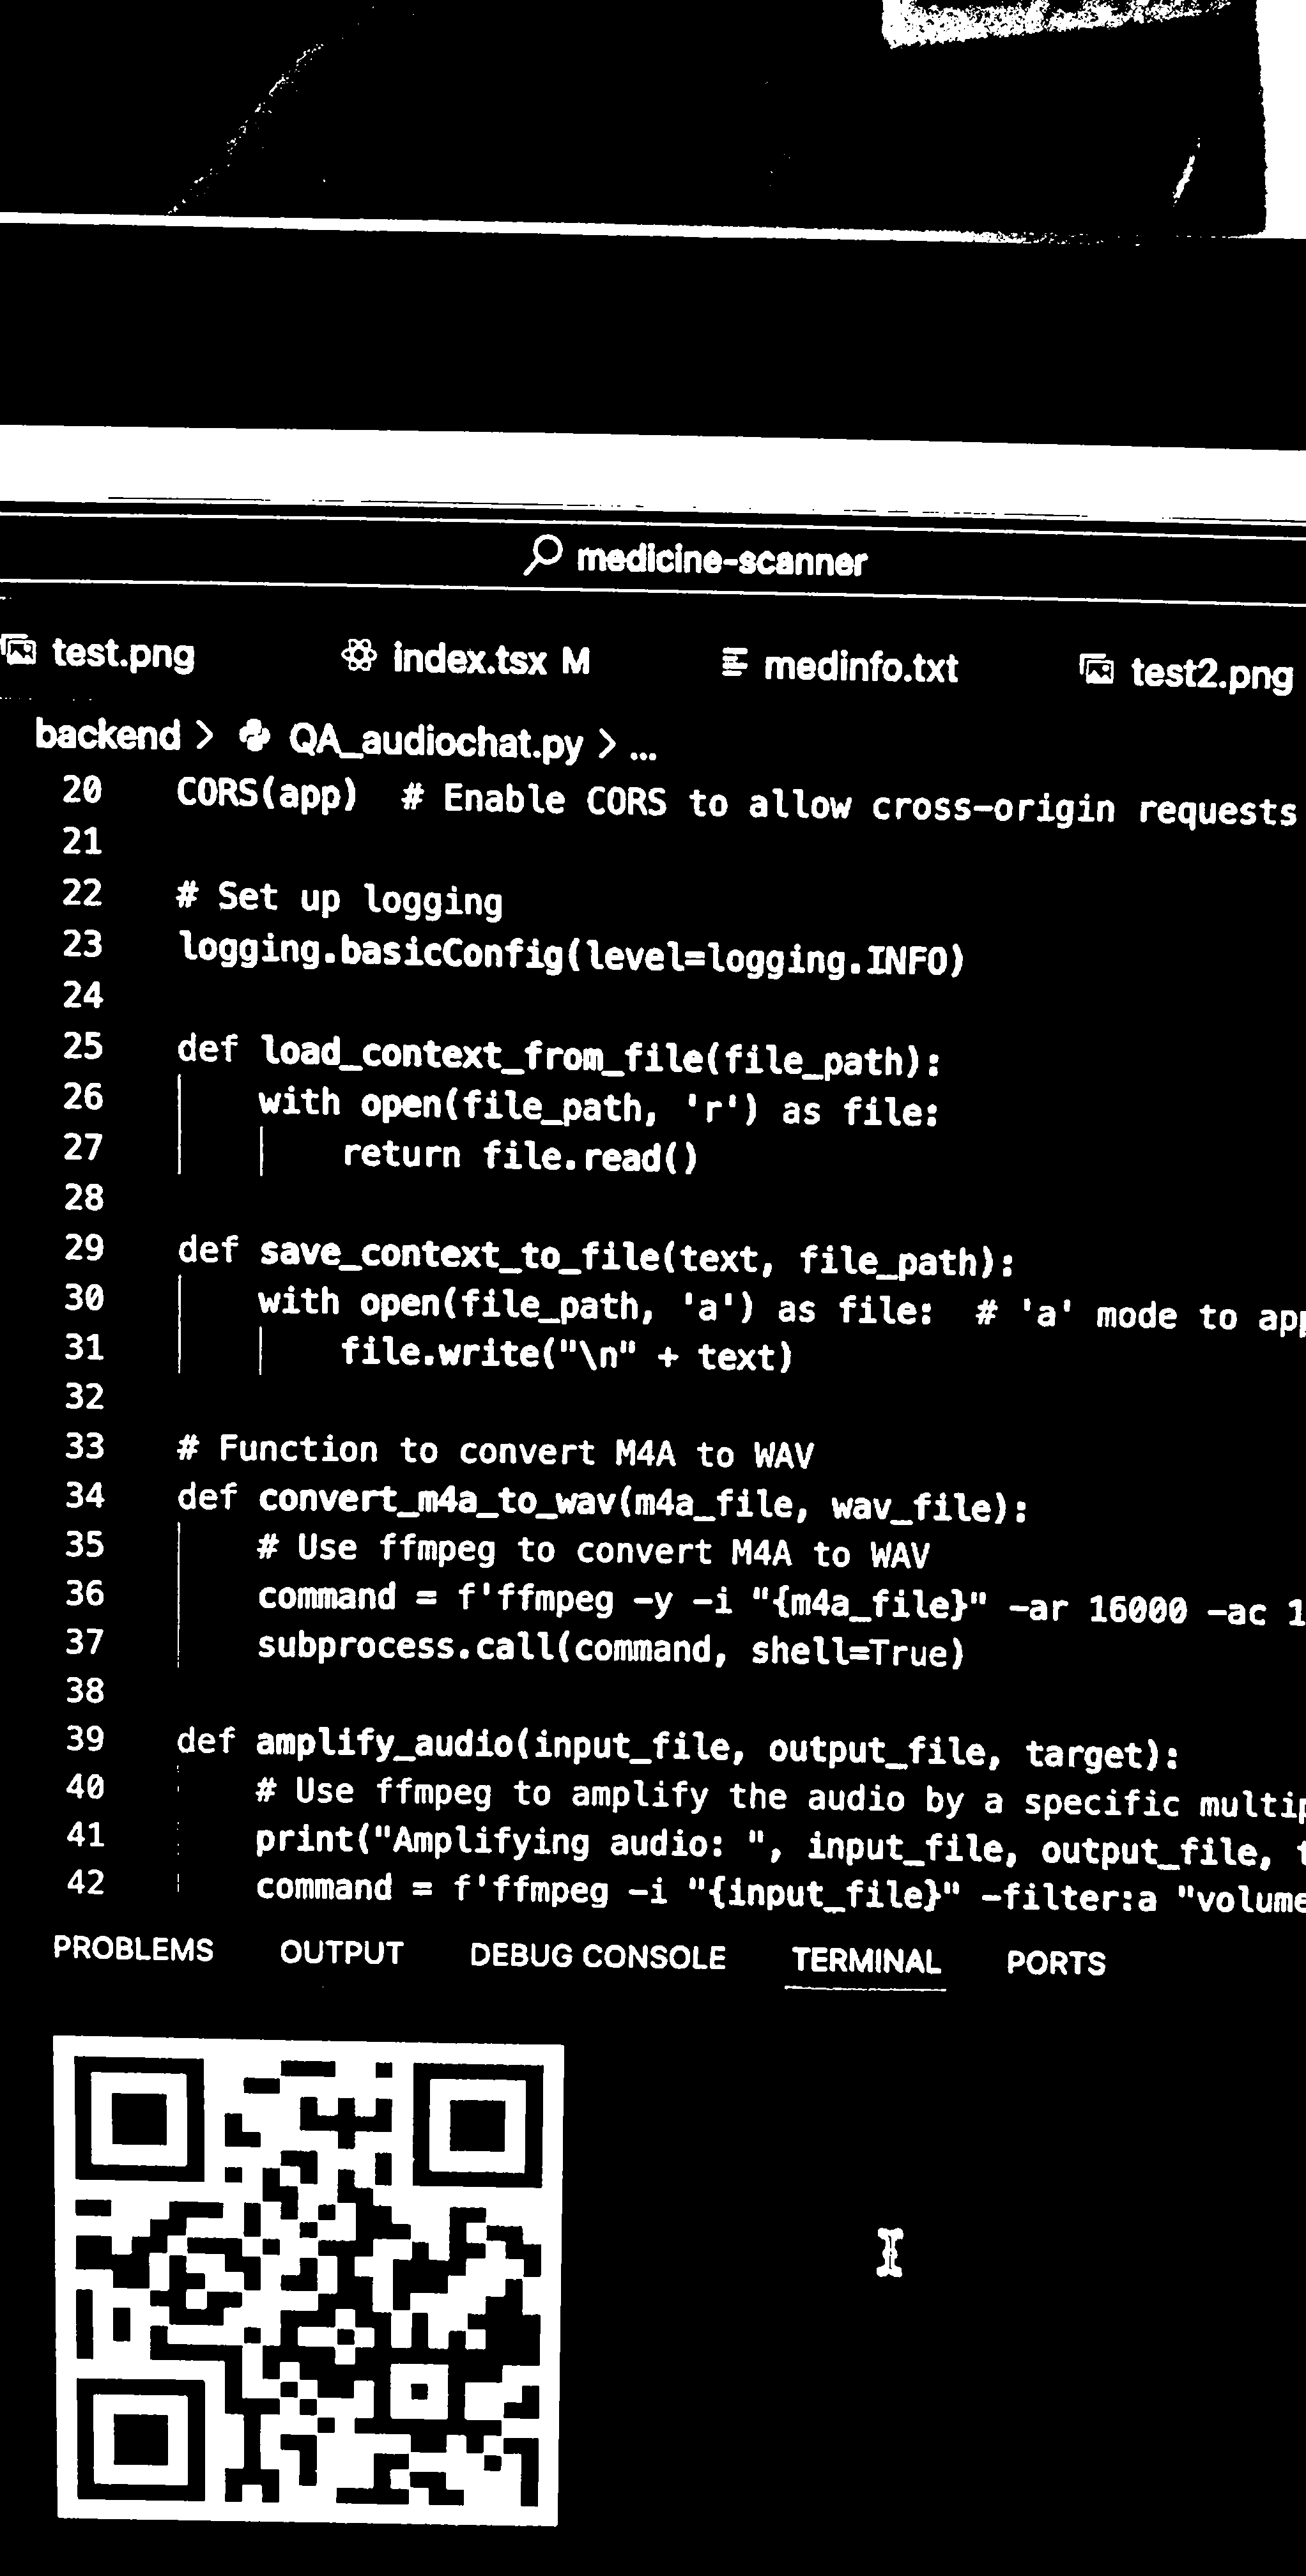 medicine-scanner
test.png index.tsx M medinfo.txt test2.png
backend > QA_audiochat.py > ...
20 CORS(app)  # Enable CORS to allow cross-origin requests
21
22 # Set up logging
23 logging.basicConfig(level=logging.INFO)
24
25 def load_context_from_file(file_path):
26     with open(file_path, 'r') as file:
27         return file.read()
28
29 def save_context_to_file(text, file_path):
30     with open(file_path, 'a') as file:  # 'a' mode to app
31         file.write("\n" + text)
32
33 # Function to convert M4A to WAV
34 def convert_m4a_to_wav(m4a_file, wav_file):
35     # Use ffmpeg to convert M4A to WAV
36     command = f'ffmpeg -y -i "{m4a_file}" -ar 16000 -ac 1
37     subprocess.call(command, shell=True)
38
39 def amplify_audio(input_file, output_file, target):
40     # Use ffmpeg to amplify the audio by a specific multip
41     print("Amplifying audio: ", input_file, output_file, t
42     command = f'ffmpeg -i "{input_file}" -filter:a "volume
PROBLEMS OUTPUT DEBUG CONSOLE TERMINAL PORTS